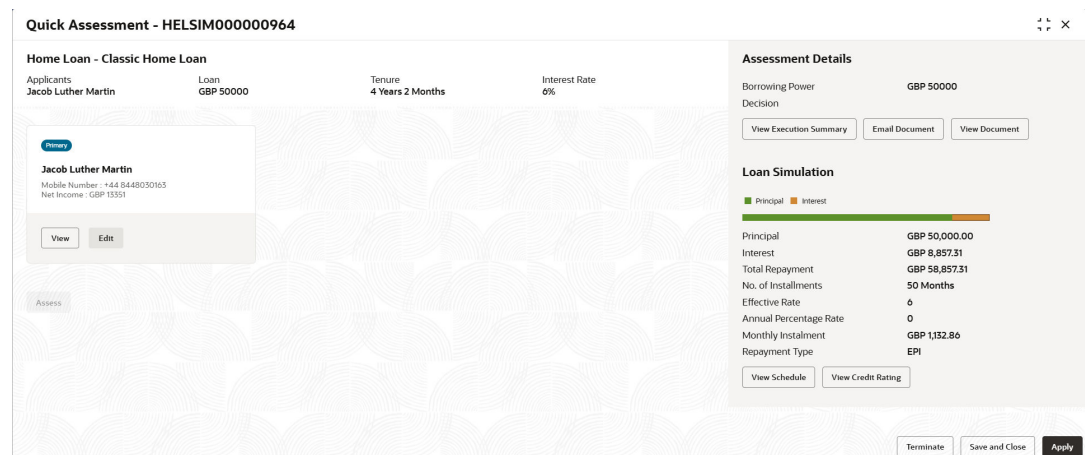 Quick Assessment - HELSIM000000964
Home Loan - Classic Home Loan
Applicants Loan Tenure Interest Rate
Jacob Luther Martin GBP 50000 4 Years 2 Months 6%
Primary
Jacob Luther Martin
Mobile Number : +44 8448030163
Net Income : GBP 13351
View Edit
Assess
Assessment Details
Borrowing Power GBP 50000
Decision
View Execution Summary Email Document View Document
Loan Simulation
Principal Interest
Principal GBP 50,000.00
Interest GBP 8,857.31
Total Repayment GBP 58,857.31
No. of Installments 50 Months
Effective Rate 6
Annual Percentage Rate 0
Monthly Instalment GBP 1,132.86
Repayment Type EPI
View Schedule View Credit Rating
Terminate Save and Close Apply